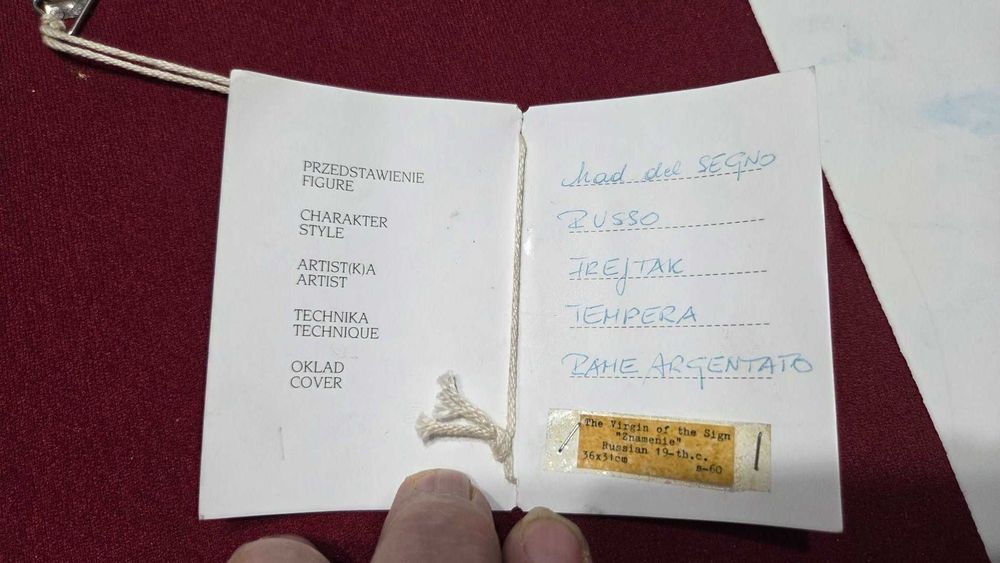 PRZEDSTAWIENIE
FIGURE
CHARAKTER
STYLE
ARTIST(K)A
ARTIST
TECHNIKA
TECHNIQUE
OKLAD
COVER
Mad del SEGNO
RUSSO
TEMPERA
RAME ARGENTATO
The Virgin of the Sign
"Znamenie"
Russian 19-th.c.
36x31cm s-60